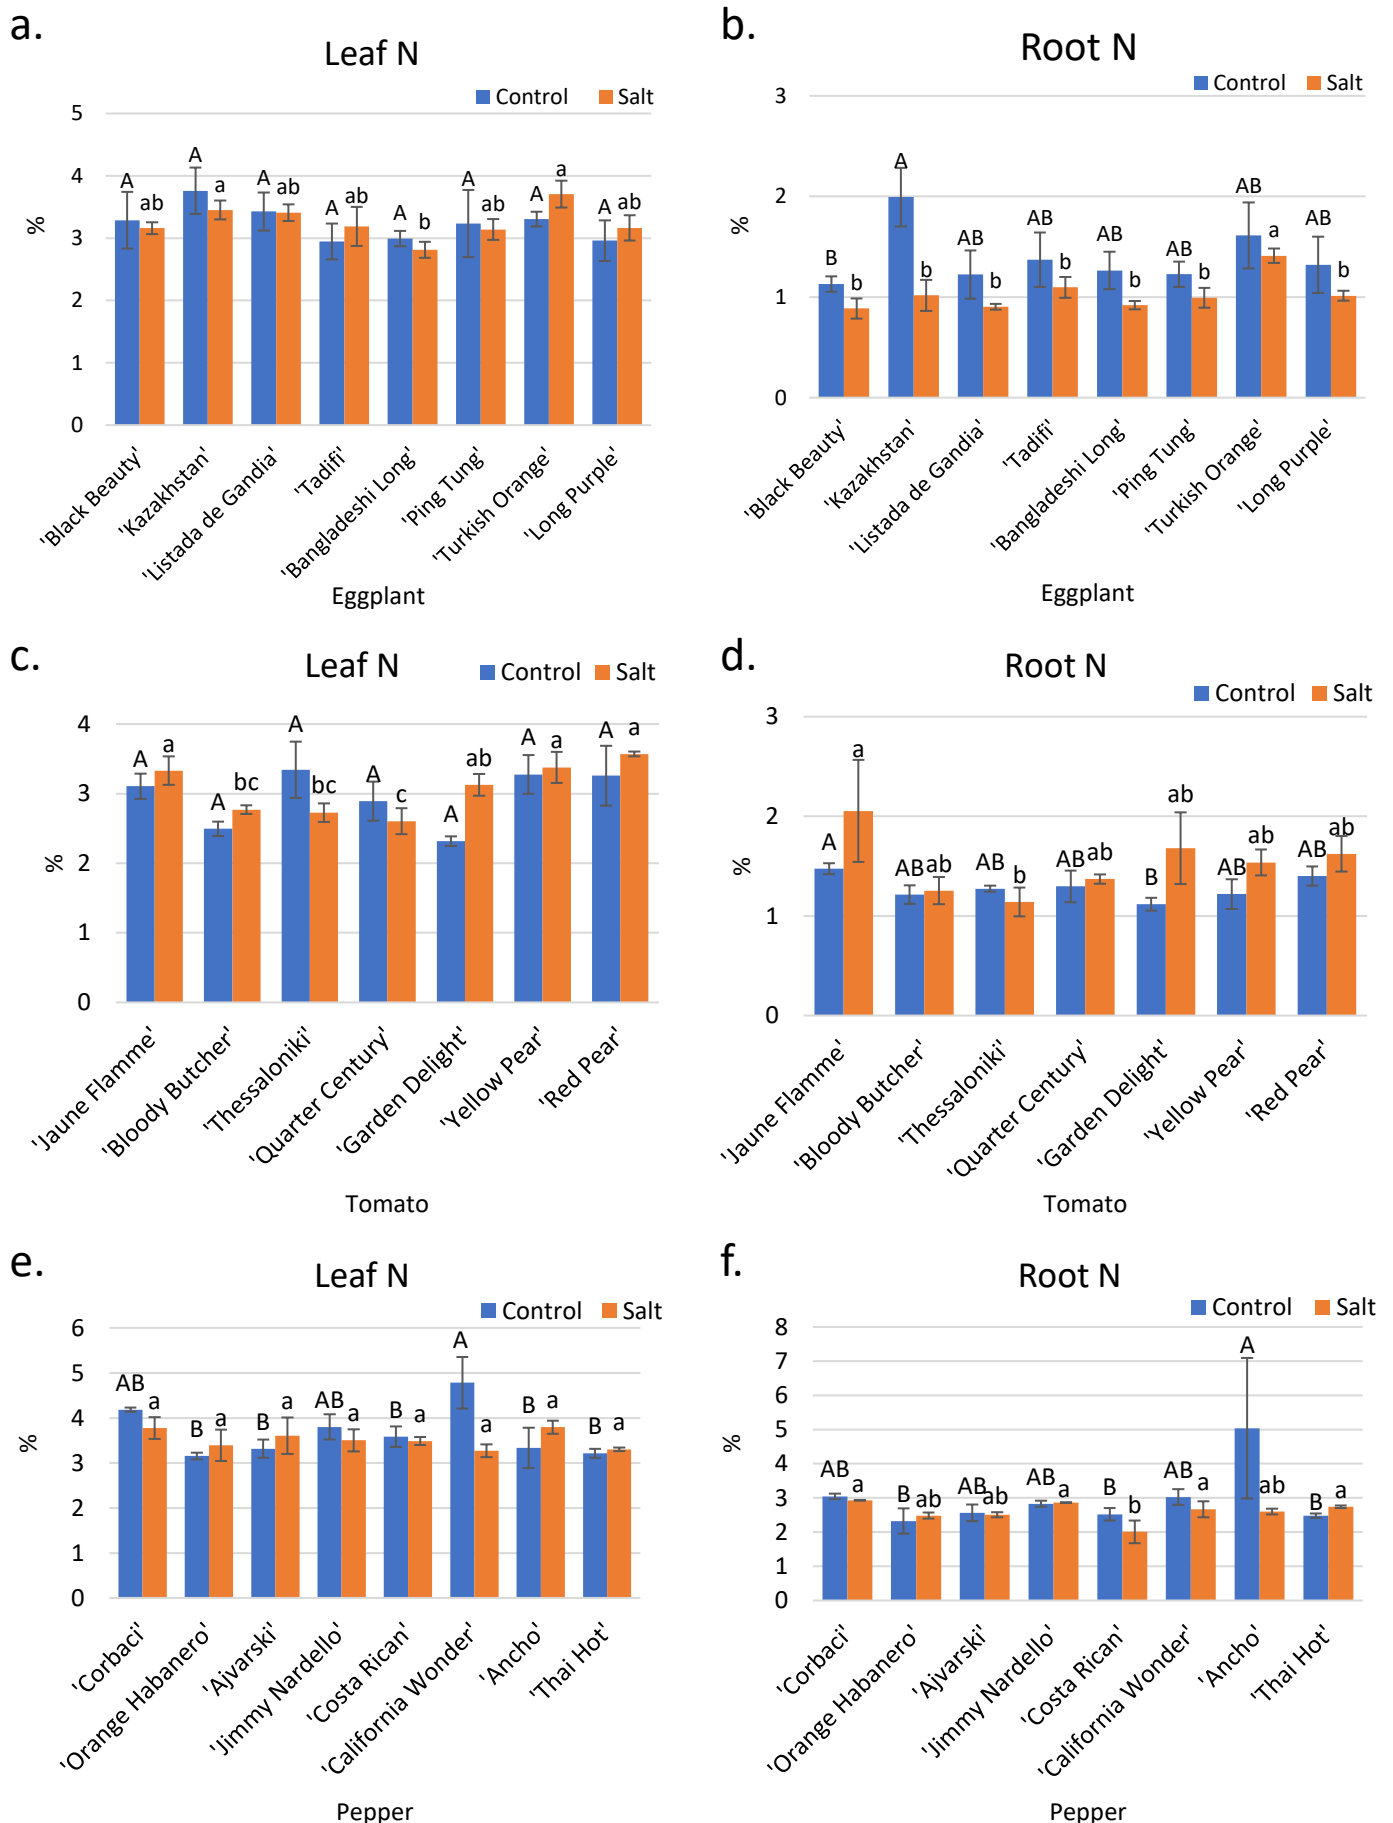 a.
Leaf N
Control Salt
5
4
3
2
1
0
%
A ab A a A ab A ab A b A ab A a A ab
'Black Beauty'
'Kazakhstan'
'Listada de Gandia'
'Tadifi'
'Bangladeshi Long'
'Ping Tung'
'Turkish Orange'
'Long Purple'
Eggplant
b.
Root N
Control Salt
3
2
1
0
%
B b A b AB b AB b AB b AB b AB a AB b
'Black Beauty'
'Kazakhstan'
'Listada de Gandia'
'Tadifi'
'Bangladeshi Long'
'Ping Tung'
'Turkish Orange'
'Long Purple'
Eggplant
c.
Leaf N
Control Salt
4
3
2
1
0
%
A a A bc A bc A c A ab A a A a
'Jaune Flamme'
'Bloody Butcher'
'Thessaloniki'
'Quarter Century'
'Garden Delight'
'Yellow Pear'
'Red Pear'
Tomato
d.
Root N
Control Salt
3
2
1
0
%
A a AB ab AB b AB ab B ab AB ab AB ab
'Jaune Flamme'
'Bloody Butcher'
'Thessaloniki'
'Quarter Century'
'Garden Delight'
'Yellow Pear'
'Red Pear'
Tomato
e.
Leaf N
Control Salt
6
5
4
3
2
1
0
%
AB a B a B a AB a B a A a B a B a
'Corbaci'
'Orange Habanero'
'Ajvarski'
'Jimmy Nardello'
'Costa Rican'
'California Wonder'
'Ancho'
'Thai Hot'
Pepper
f.
Root N
Control Salt
8
7
6
5
4
3
2
1
0
%
AB a B ab AB ab AB a B b AB a A ab B a
'Corbaci'
'Orange Habanero'
'Ajvarski'
'Jimmy Nardello'
'Costa Rican'
'California Wonder'
'Ancho'
'Thai Hot'
Pepper